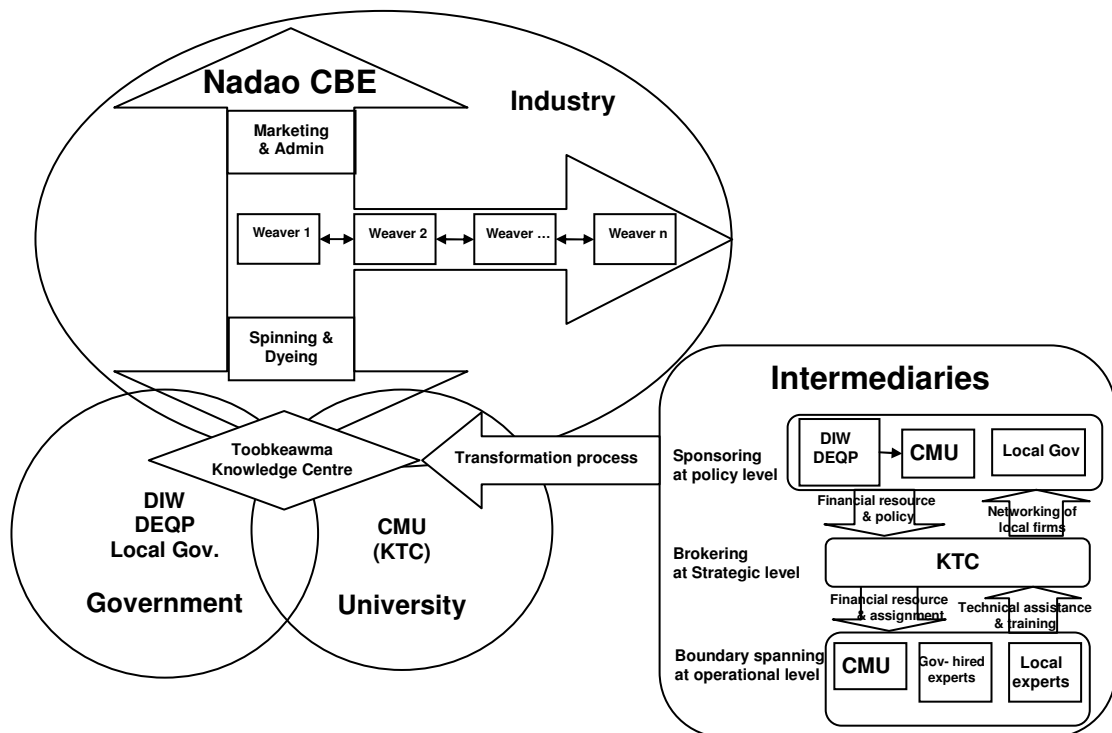 Nadao CBE
Industry
Marketing
& Admin
Weaver 1
Weaver 2
Weaver ...
Weaver n
Spinning &
Dyeing
Toobkeawma
Knowledge Centre
Transformation process
DIW
DEQP
Local Gov.
Government
CMU
(KTC)
University
Intermediaries
Sponsoring
at policy level
DIW
DEQP
CMU
Local Gov
Financial resource
& policy
Networking of
local firms
Brokering
at Strategic level
KTC
Financial resource
& assignment
Technical assistance
& training
Boundary spanning
at operational level
CMU
Gov- hired
experts
Local
experts